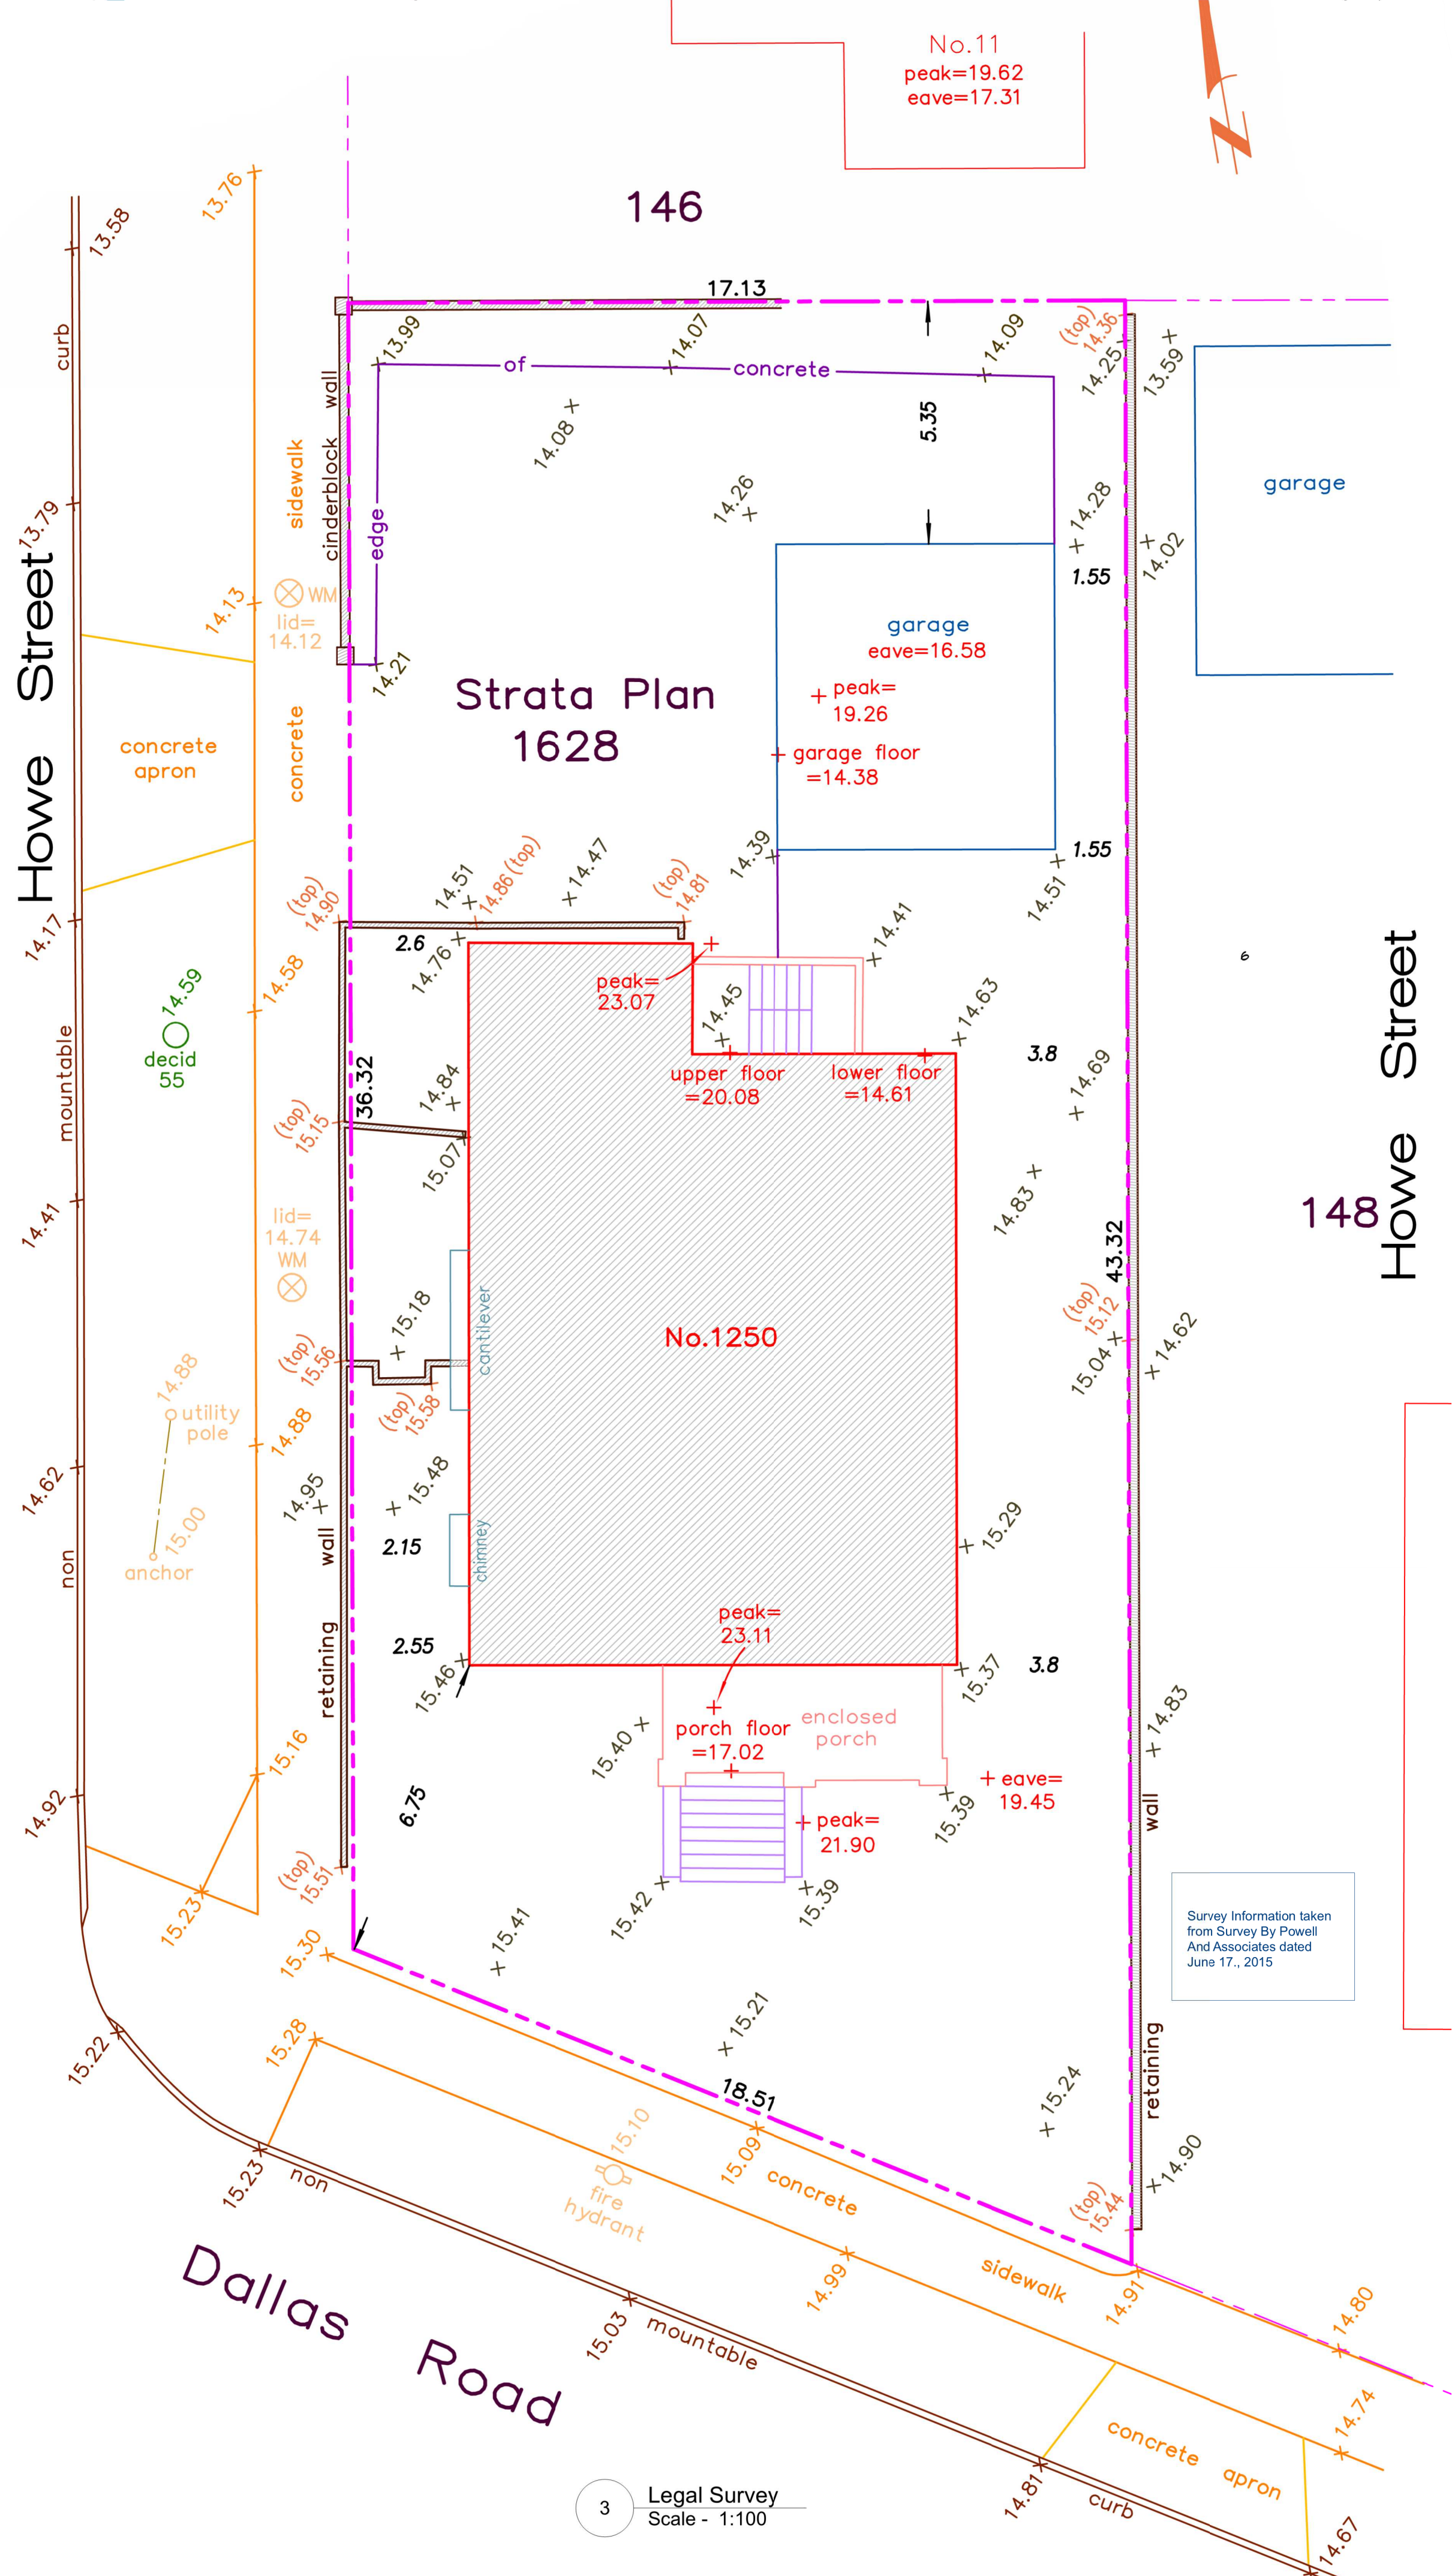 No.11
peak=19.62
eave=17.31
N
146
13.76
13.58
17.13
curb
13.99
14.07
14.09
(top)
14.36
14.25
13.59
of
concrete
wall
cinderblock
sidewalk
edge
5.35
14.08
14.26
14.28
14.02
garage
13.79
1.55
Howe Street
14.13
WM
lid=
14.12
14.21
garage
eave=16.58
Strata Plan
1628
peak=
19.26
garage floor
=14.38
concrete
apron
concrete
14.39
1.55
14.51
(top)
14.90
14.51
14.86 (top)
14.47
(top)
14.81
14.41
14.17
2.6
14.76
14.58
peak=
23.07
6
Howe Street
14.59
decid
55
14.45
14.63
mountable
36.32
14.84
upper floor
=20.08
lower floor
=14.61
3.8
14.69
(top)
15.15
15.07
14.83
14.41
lid=
14.74
WM
148
43.32
15.18
cantilever
No.1250
(top)
15.12
15.04
14.62
(top)
15.56
(top)
15.58
14.88
utility
pole
14.88
14.62
14.95
15.48
15.00
anchor
non
wall
2.15
chimney
15.29
retaining
peak=
23.11
2.55
15.46
15.37
3.8
14.83
15.40
porch floor
=17.02
enclosed
porch
15.16
6.75
eave=
19.45
15.39
peak=
21.90
wall
14.92
(top)
15.51
15.23
15.42
15.39
15.41
15.30
Survey Information taken
from Survey By Powell
And Associates dated
June 17., 2015
15.21
15.28
15.22
18.51
15.24
retaining
15.10
fire
hydrant
15.09
concrete
14.90
(top)
15.44
15.23
non
sidewalk
14.99
14.91
14.80
Dallas Road
15.03
mountable
14.74
concrete apron
14.81
curb
14.67
3
Legal Survey
Scale - 1:100